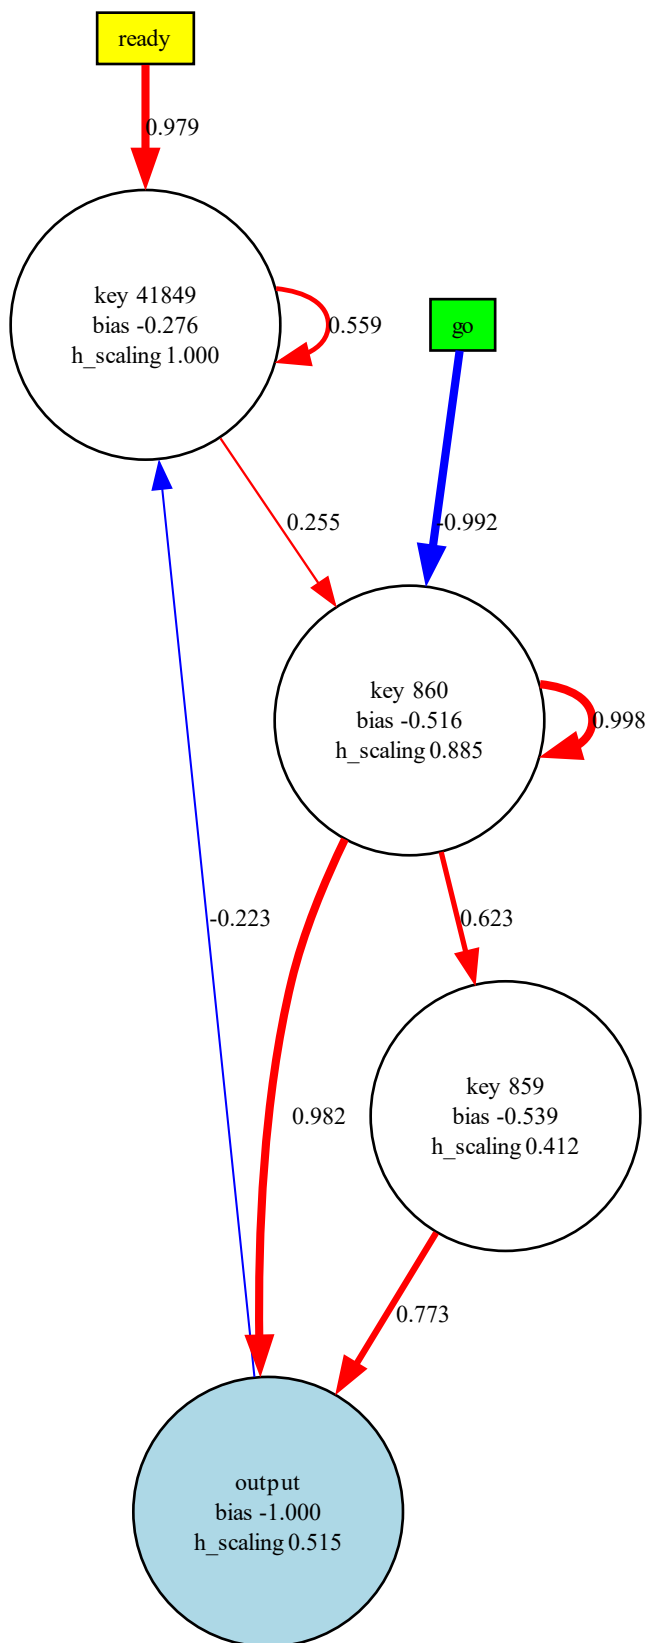 ready
0.979
key 41849
bias -0.276
h_scaling 1.000
0.559
go
0.255
-0.992
key 860
bias -0.516
h_scaling 0.885
0.998
-0.223
0.623
key 859
bias -0.539
h_scaling 0.412
0.982
0.773
output
bias -1.000
h_scaling 0.515